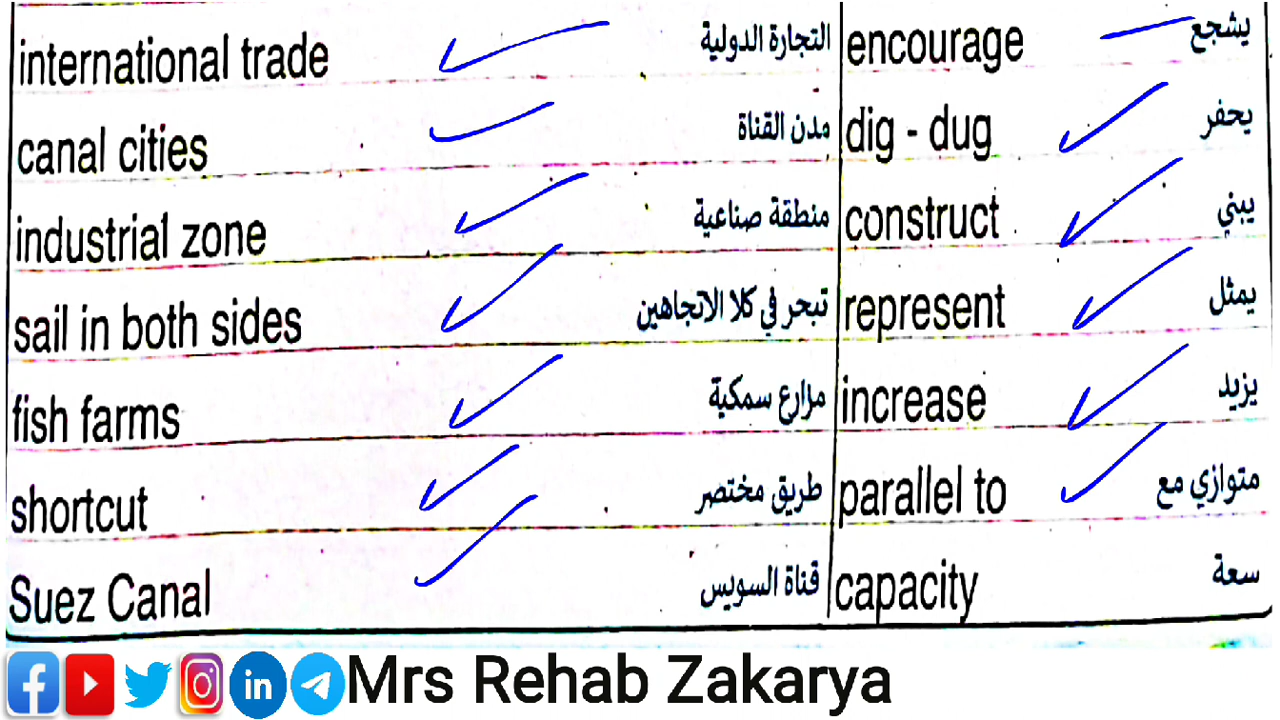 international trade التجارة الدولية encourage يشجع
canal cities مدن القناة dig - dug يحفر
industrial zone منطقة صناعية construct يبني
sail in both sides تبحر في كلا الاتجاهين represent يمثل
fish farms مزارع سمكية increase يزيد
shortcut طريق مختصر parallel to متوازي مع
Suez Canal قناة السويس capacity سعة
Mrs Rehab Zakarya